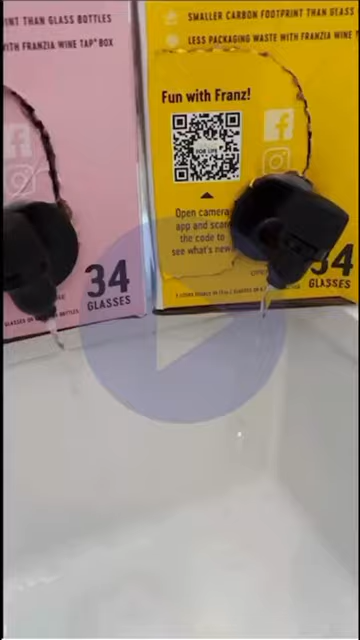 INT THAN GLASS BOTTLES
WITH FRANZIA WINE TAP® BOX
34
GLASSES
SMALLER CARBON FOOTPRINT THAN GLASS
LESS PACKAGING WASTE WITH FRANZIA WINE
Fun with Franz!
FOR LIFE
Open camera
app and scan
the code to
see what's new
34
GLASSES